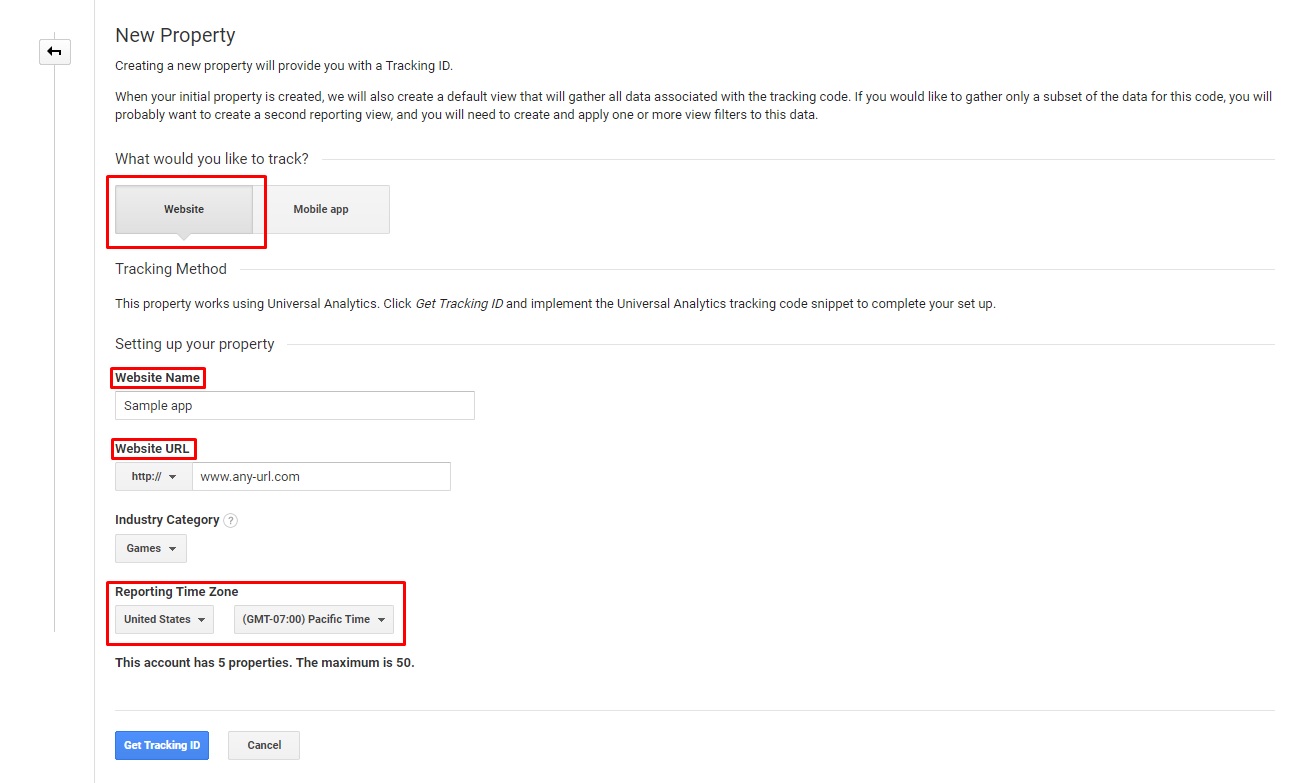 New Property
Creating a new property will provide you with a Tracking ID.
When your initial property is created, we will also create a default view that will gather all data associated with the tracking code. If you would like to gather only a subset of the data for this code, you will
probably want to create a second reporting view, and you will need to create and apply one or more view filters to this data.
What would you like to track?
Website Mobile app
Tracking Method
This property works using Universal Analytics. Click Get Tracking ID and implement the Universal Analytics tracking code snippet to complete your set up.
Setting up your property
Website Name
Sample app
Website URL
http:// www.any-url.com
Industry Category ?
Games
Reporting Time Zone
United States (GMT-07:00) Pacific Time
This account has 5 properties. The maximum is 50.
Get Tracking ID Cancel